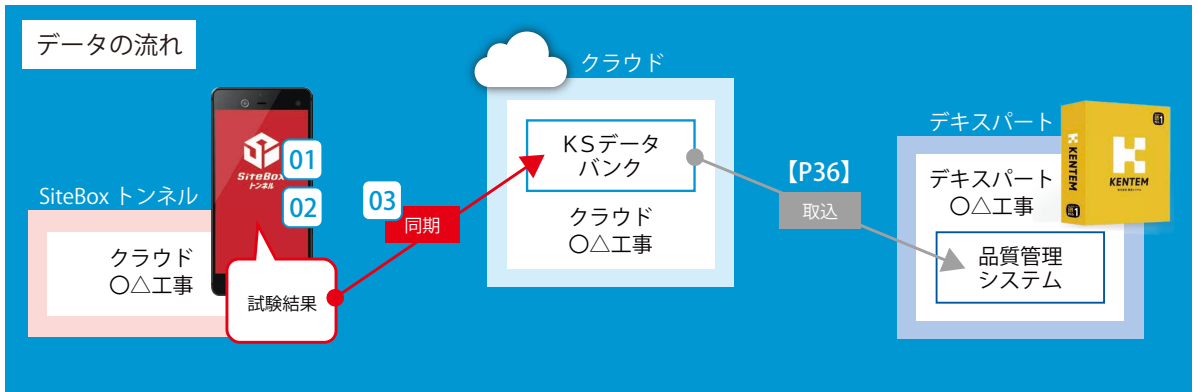 データの流れ
SiteBox トンネル
クラウド
〇△工事
SiteBox
トンネル
01
02
試験結果
03
同期
クラウド
KSデータ
バンク
クラウド
〇△工事
【P36】
取込
デキスパート
デキスパート
〇△工事
品質管理
システム
KENTEM
KENTEM